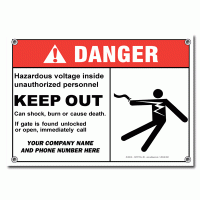 DANGER
Hazardous voltage inside
unauthorized personnel
KEEP OUT
Can shock, burn or cause death.
If gate is found unlocked
or open, immediately call
YOUR COMPANY NAME
AND PHONE NUMBER HERE